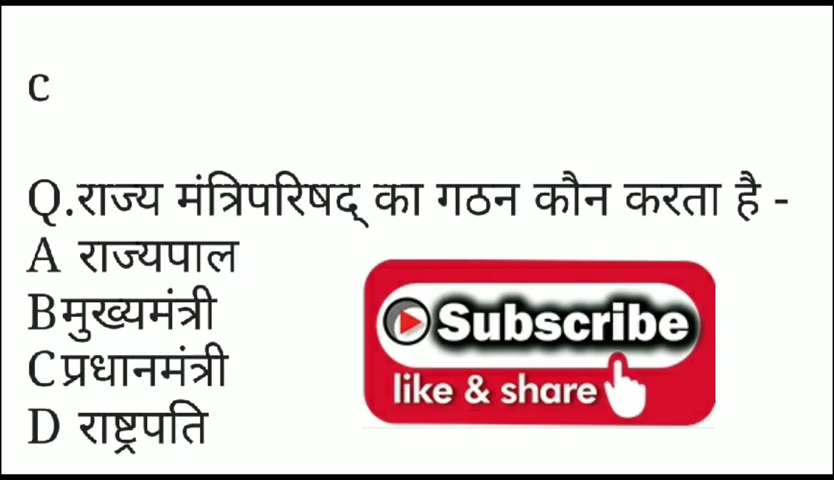 c
Q.राज्य मंत्रिपरिषद् का गठन कौन करता है -
A राज्यपाल
Bमुख्यमंत्री
Cप्रधानमंत्री
D राष्ट्रपति
Subscribe
like & share